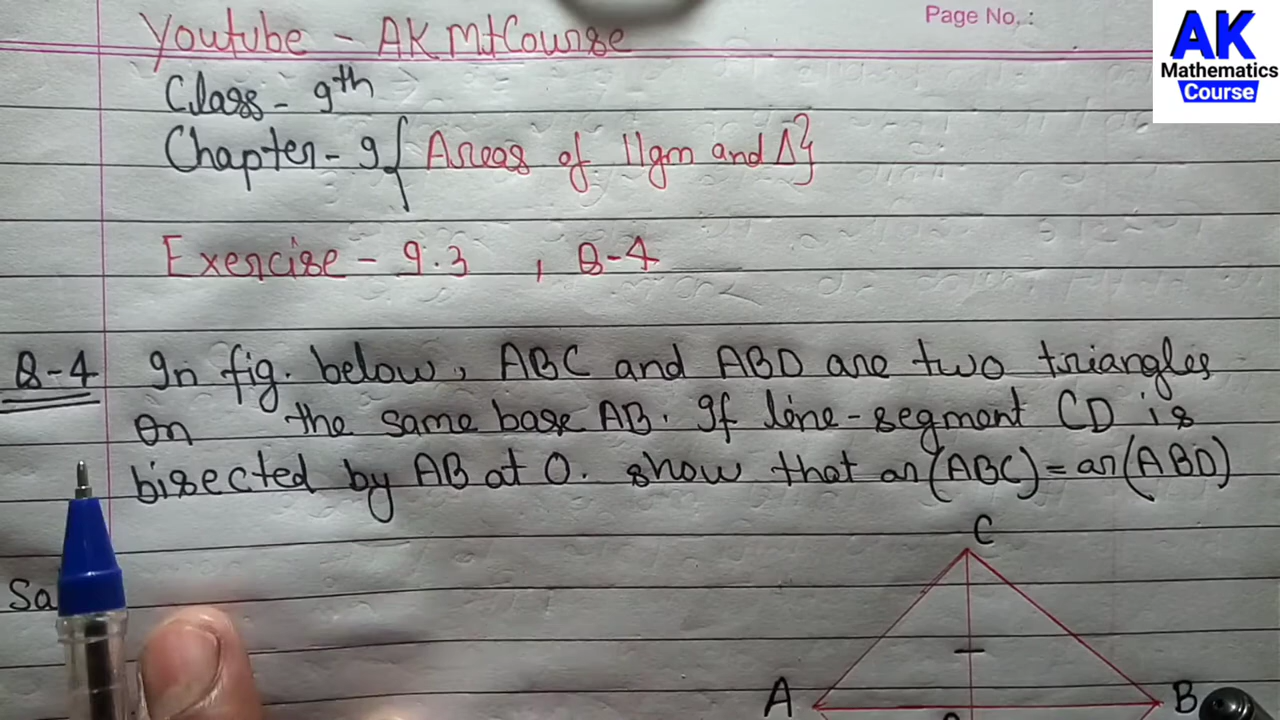 Page No. :
AK
Mathematics
Course
Youtube - AK MtCourse
Class - 9th
Chapter - 9 { Areas of ||gm and Δ}
Exercise - 9.3 , Q-4
Q-4 In fig. below, ABC and ABD are two triangles
on the same base AB. If line-segment CD is
bisected by AB at O. show that ar(ABC) = ar(ABD)
C
A
B